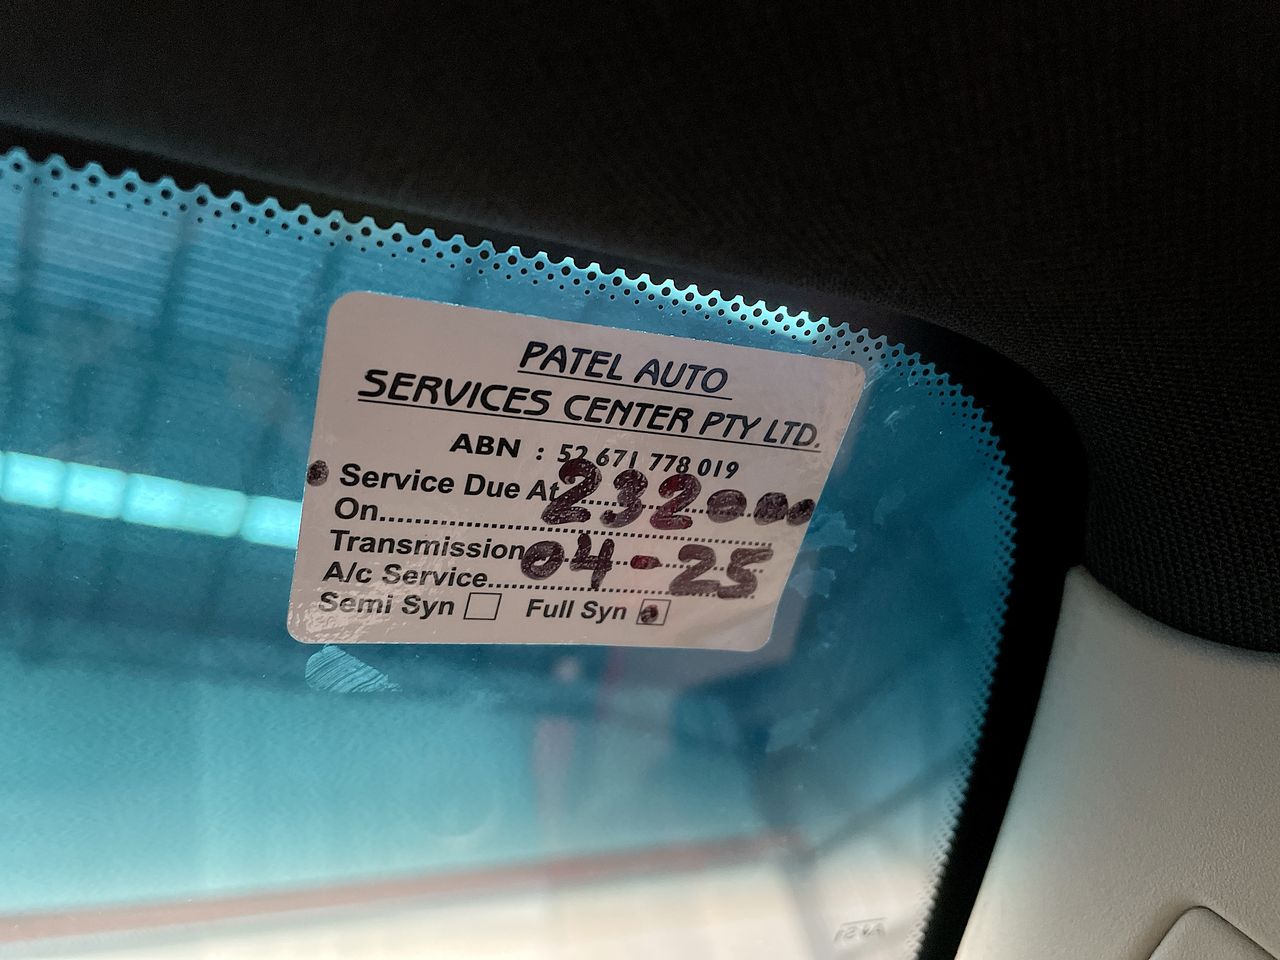 PATEL AUTO
SERVICES CENTER PTY LTD.
ABN : 52 671 778 019
Service Due At 232000
On
Transmission 04-25
A/c Service
Semi Syn Full Syn